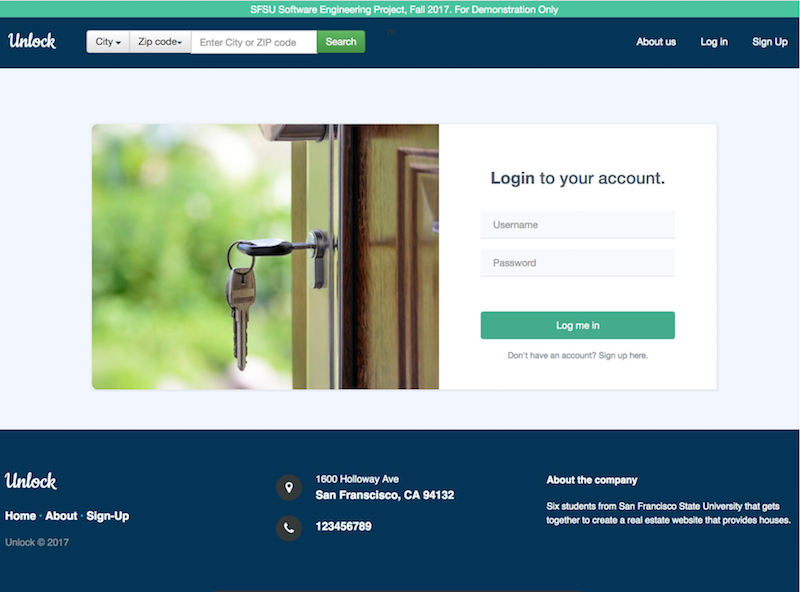 SFSU Software Engineering Project, Fall 2017. For Demonstration Only
Unlock
City
Zip code
Enter City or ZIP code
Search
About us
Log in
Sign Up
Login to your account.
Username
Password
Log me in
Don't have an account? Sign up here.
Unlock
Home · About · Sign-Up
Unlock © 2017
1600 Holloway Ave
San Franscisco, CA 94132
123456789
About the company
Six students from San Francisco State University that gets
together to create a real estate website that provides houses.